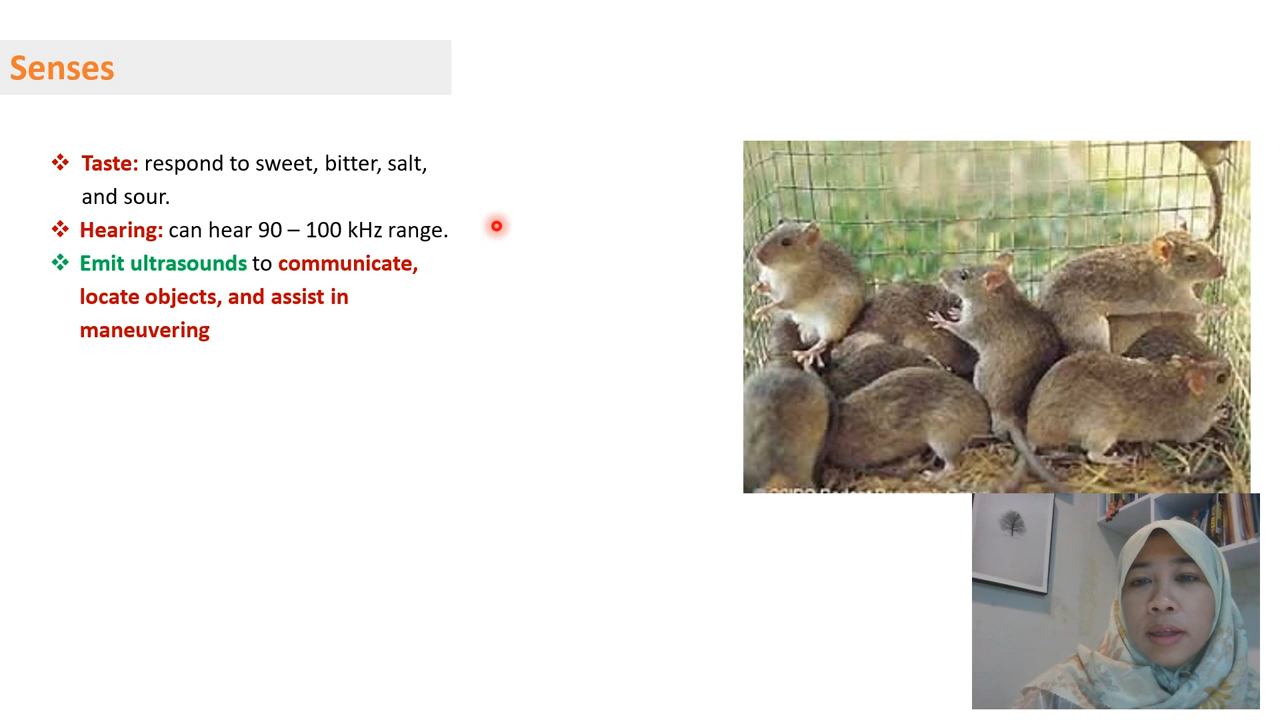 Senses
❖ Taste: respond to sweet, bitter, salt,
and sour.
❖ Hearing: can hear 90 – 100 kHz range.
❖ Emit ultrasounds to communicate,
locate objects, and assist in
maneuvering